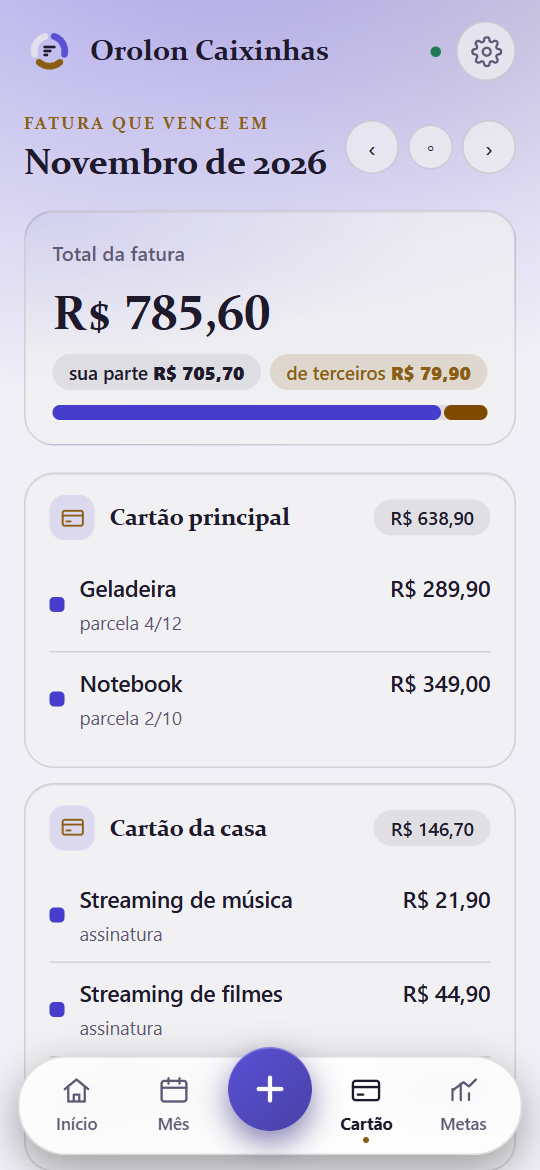 Orolon Caixinhas
FATURA QUE VENCE EM
Novembro de 2026
Total da fatura
R$ 785,60
sua parte R$ 705,70
de terceiros R$ 79,90
Cartão principal
R$ 638,90
Geladeira
R$ 289,90
parcela 4/12
Notebook
R$ 349,00
parcela 2/10
Cartão da casa
R$ 146,70
Streaming de música
R$ 21,90
assinatura
Streaming de filmes
R$ 44,90
assinatura
Início
Mês
Cartão
Metas